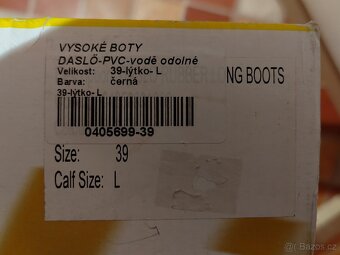 VYSOKÉ BOTY
DASLÖ-PVC-vodě odolné
Velikost: 39-lýtko- L
Barva: černá
39-lýtko- L
NG BOOTS
0405699-39
Size: 39
Calf Size: L
Bazos.cz